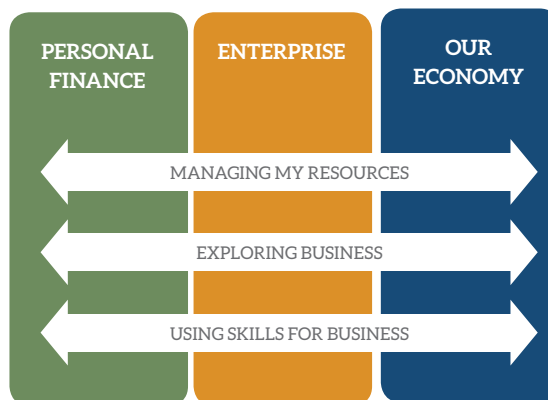 PERSONAL
FINANCE
ENTERPRISE
OUR
ECONOMY
MANAGING MY RESOURCES
EXPLORING BUSINESS
USING SKILLS FOR BUSINESS